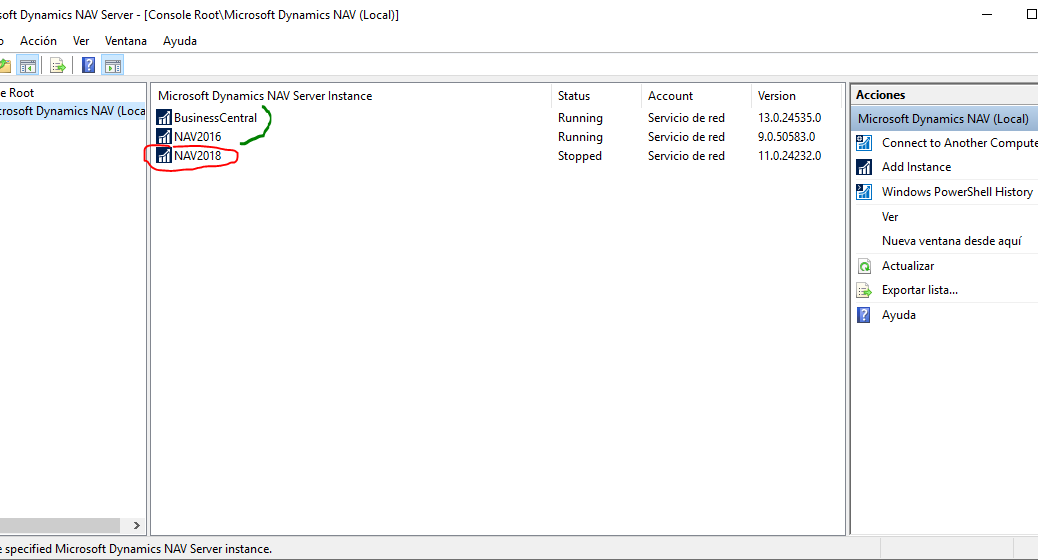 soft Dynamics NAV Server - [Console Root\Microsoft Dynamics NAV (Local)]
o Acción Ver Ventana Ayuda
e Root
crosoft Dynamics NAV (Loca
Microsoft Dynamics NAV Server Instance Status Account Version
BusinessCentral Running Servicio de red 13.0.24535.0
NAV2016 Running Servicio de red 9.0.50583.0
NAV2018 Stopped Servicio de red 11.0.24232.0
Acciones
Microsoft Dynamics NAV (Local)
Connect to Another Compute
Add Instance
Windows PowerShell History
Ver
Nueva ventana desde aquí
Actualizar
Exportar lista...
Ayuda
e specified Microsoft Dynamics NAV Server instance.